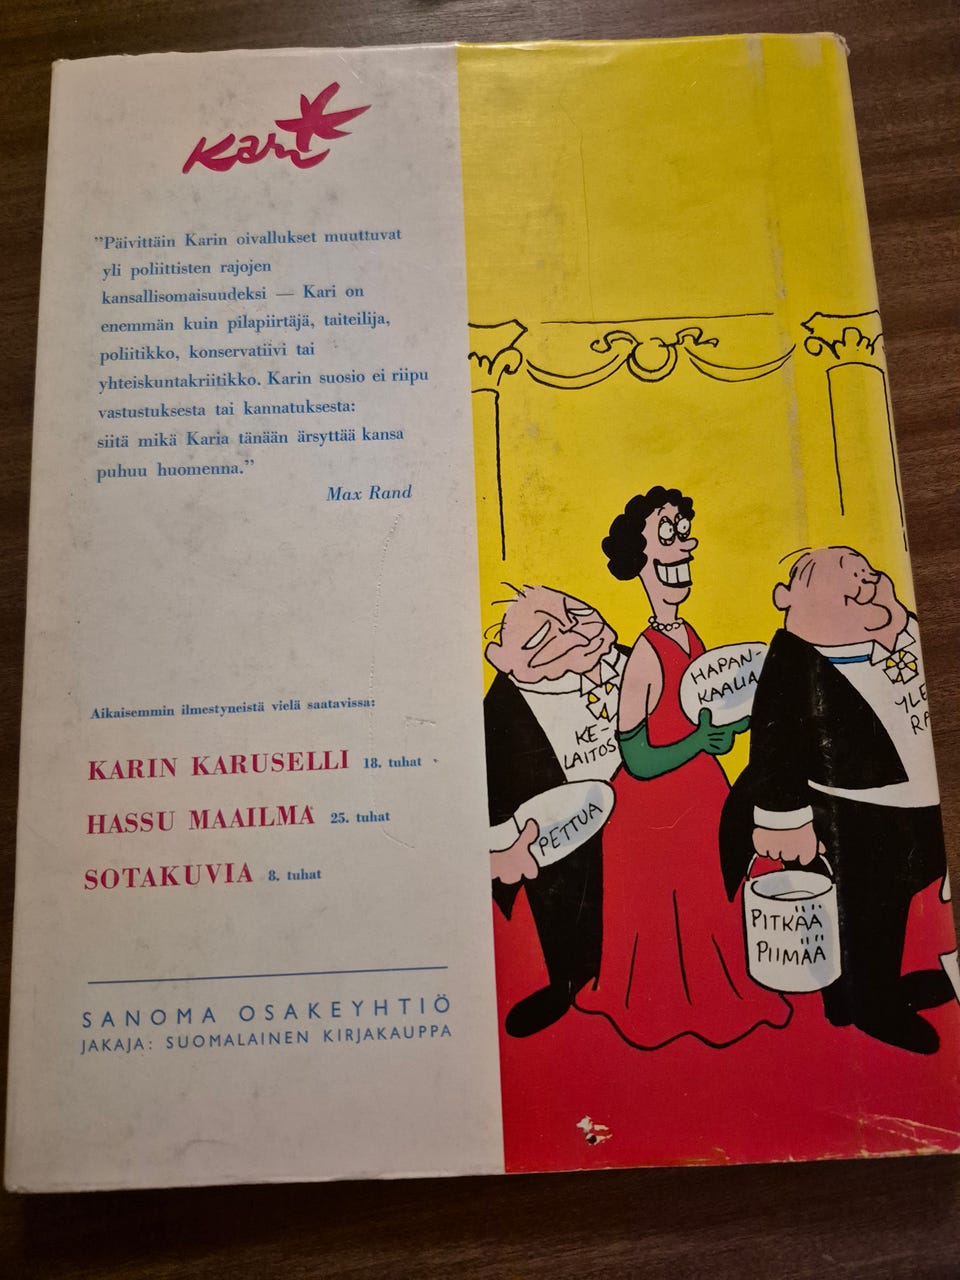 Kari
"Päivittäin Karin oivallukset muuttuvat
yli poliittisten rajojen
kansallisomaisuudeksi — Kari on
enemmän kuin pilapiirtäjä, taiteilija,
poliitikko, konservatiivi tai
yhteiskuntakriitikko. Karin suosio ei riipu
vastustuksesta tai kannatuksesta:
siitä mikä Karia tänään ärsyttää kansa
puhuu huomenna."
Max Rand
Aikaisemmin ilmestyneistä vielä saatavissa:
KARIN KARUSELLI 18. tuhat
HASSU MAAILMA 25. tuhat
SOTAKUVIA 8. tuhat
SANOMA OSAKEYHTIÖ
JAKAJA: SUOMALAINEN KIRJAKAUPPA
KE-
LAITOS
PETTUA
HAPAN-
KAALIA
PITKÄÄ
PIIMÄÄ
YLE